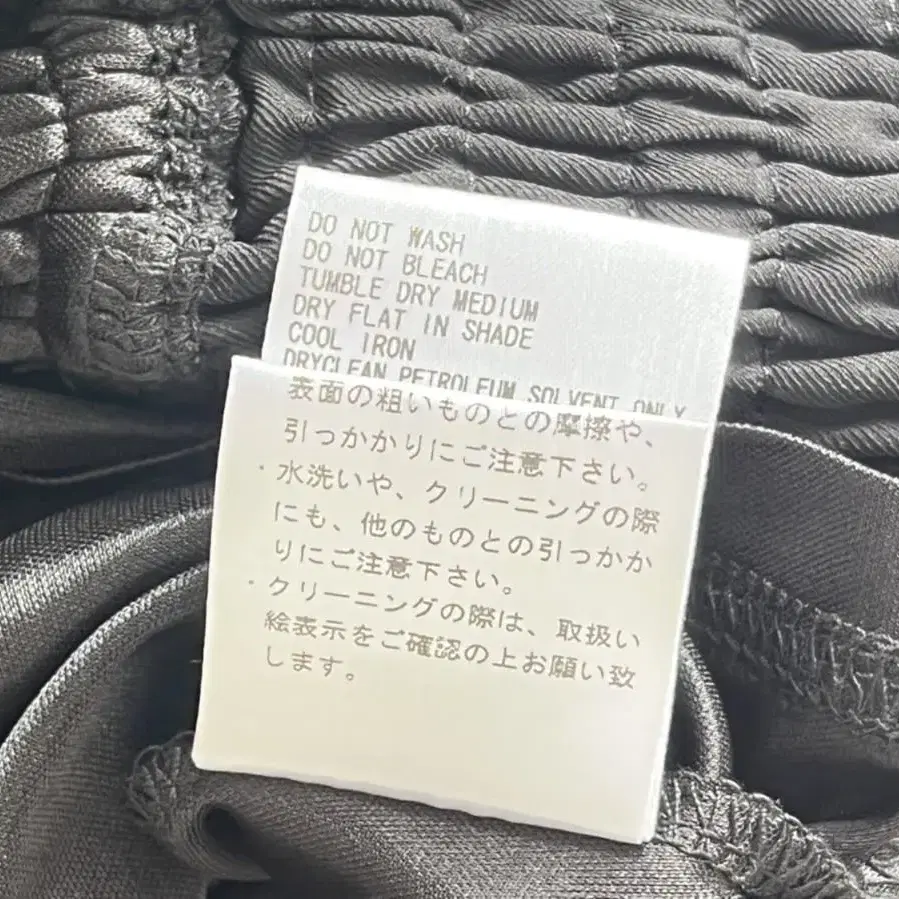 DO NOT WASH
DO NOT BLEACH
TUMBLE DRY MEDIUM
DRY FLAT IN SHADE
COOL IRON
DRYCLEAN PETROLEUM SOLVENT ONLY
表面の粗いものとの摩擦や、
引っかかりにご注意下さい。
・水洗いや、クリーニングの際
にも、他のものとの引っかか
りにご注意下さい。
・クリーニングの際は、取扱い
絵表示をご確認の上お願い致
します。